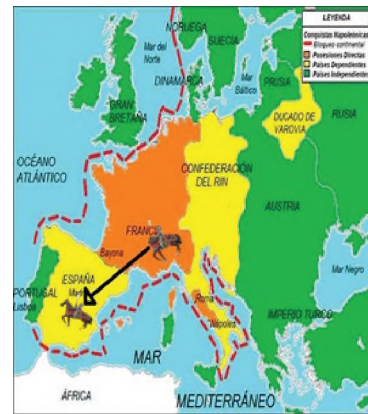 LEYENDA
Conquistas Napoleónicas
Bloqueo continental
Posesiones Directas
Países Dependientes
Países Independientes
NORUEGA
SUECIA
Mar del
Norte
DINAMARCA
Mar
Báltico
PRUSIA
RUSIA
GRAN
BRETAÑA
DUCADO DE
VAROVIA
OCÉANO
ATLÁNTICO
CONFEDERACIÓN
DEL RIN
AUSTRIA
FRANC
Bayona
Mar Negro
ESPAÑA
PORTUGAL
Lisboa
Roma
Nápoles
IMPERIO TURCO
MAR
MEDITERRÁNEO
ÁFRICA